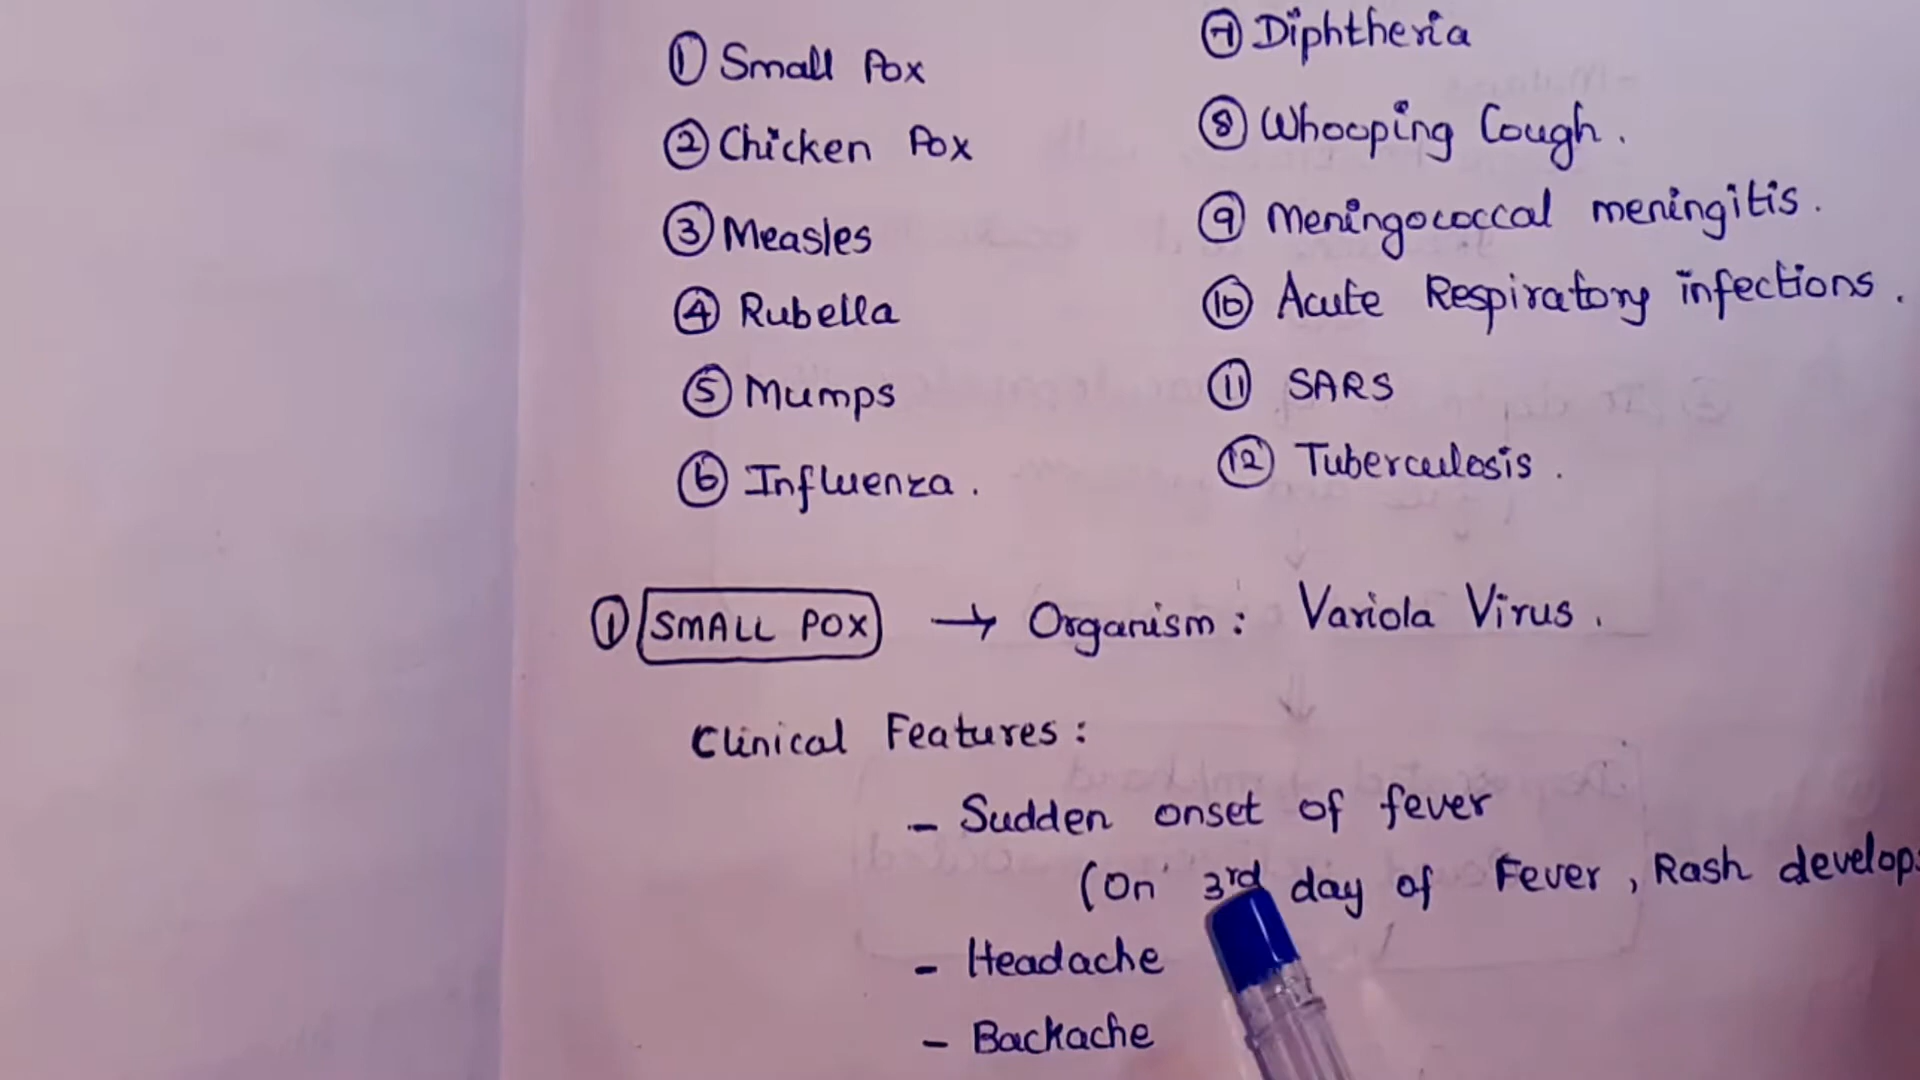 ① Small Pox
② Chicken Pox
③ Measles
④ Rubella
⑤ Mumps
⑥ Influenza.
⑦ Diphtheria
⑧ Whooping Cough.
⑨ Meningococcal meningitis.
⑩ Acute Respiratory infections.
⑪ SARS
⑫ Tuberculosis.
① SMALL POX → Organism: Variola Virus.
Clinical Features:
- Sudden onset of fever
(On 3rd day of Fever, Rash develops
- Headache
- Backache